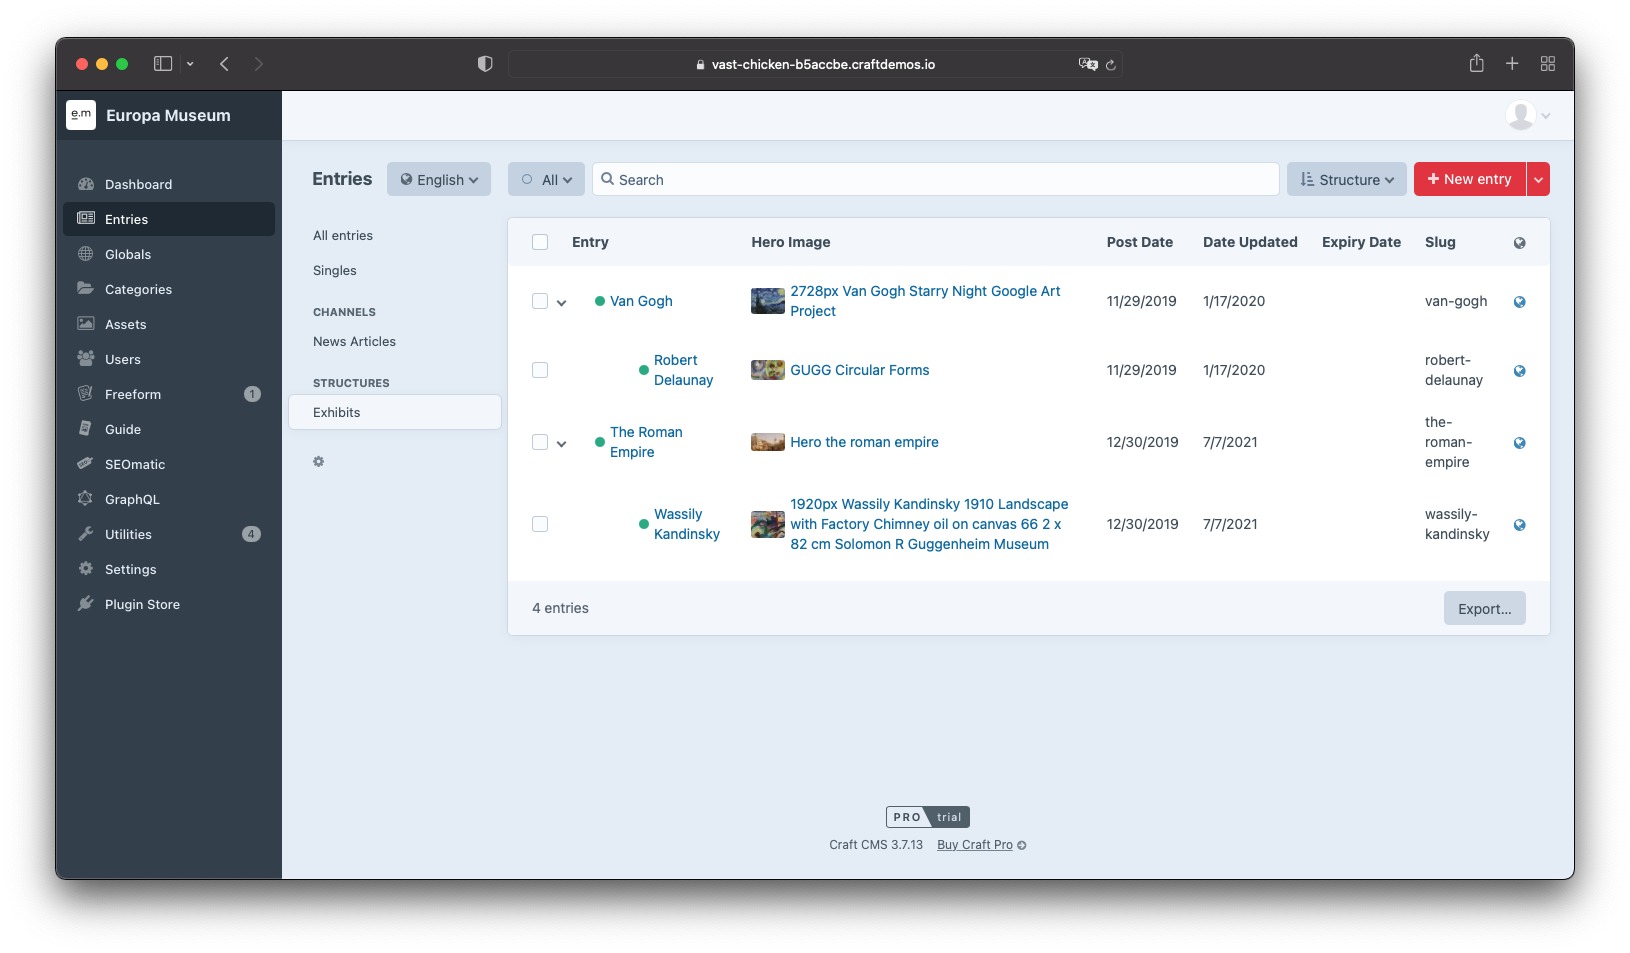 vast-chicken-b5accbe.craftdemos.io
e.m
Europa Museum
Dashboard
Entries
Globals
Categories
Assets
Users
Freeform 1
Guide
SEOmatic
GraphQL
Utilities 4
Settings
Plugin Store
Entries
English
All
Search
Structure
New entry
All entries
Singles
CHANNELS
News Articles
STRUCTURES
Exhibits
Entry Hero Image Post Date Date Updated Expiry Date Slug
Van Gogh
2728px Van Gogh Starry Night Google Art
Project
11/29/2019 1/17/2020
van-gogh
Robert
Delaunay
GUGG Circular Forms
11/29/2019 1/17/2020
robert-
delaunay
The Roman
Empire
Hero the roman empire
12/30/2019 7/7/2021
the-
roman-
empire
Wassily
Kandinsky
1920px Wassily Kandinsky 1910 Landscape
with Factory Chimney oil on canvas 66 2 x
82 cm Solomon R Guggenheim Museum
12/30/2019 7/7/2021
wassily-
kandinsky
4 entries
Export…
PRO trial
Craft CMS 3.7.13 Buy Craft Pro